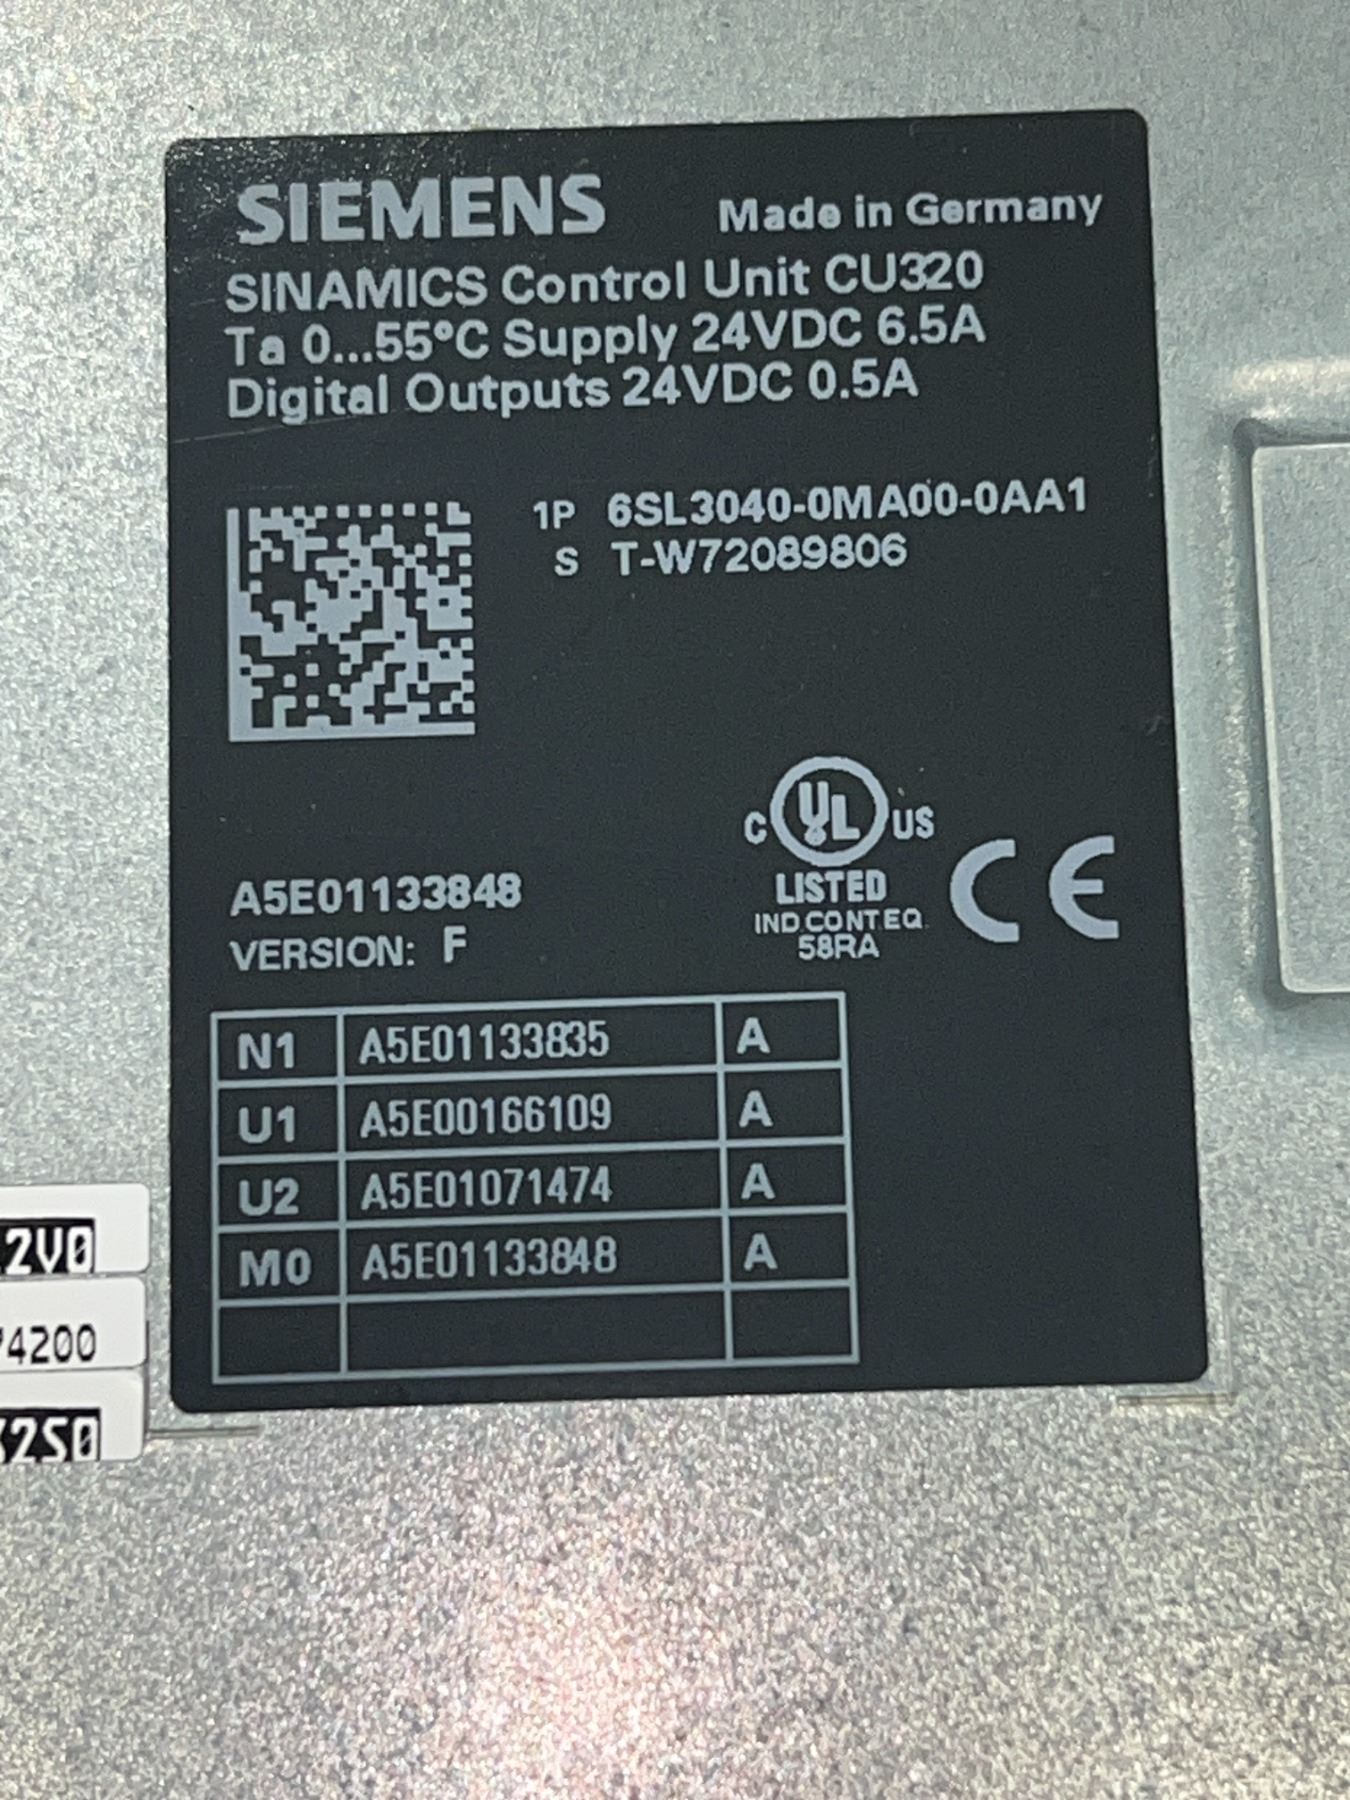 SIEMENS Made in Germany
SINAMICS Control Unit CU320
Ta 0...55°C Supply 24VDC 6.5A
Digital Outputs 24VDC 0.5A
1P 6SL3040-0MA00-0AA1
S T-W72089806
C UL US
LISTED
IND.CONT.EQ.
58RA
CE
A5E01133848
VERSION: F
N1 A5E01133835 A
U1 A5E00166109 A
U2 A5E01071474 A
M0 A5E01133848 A
2V0
4200
2S0